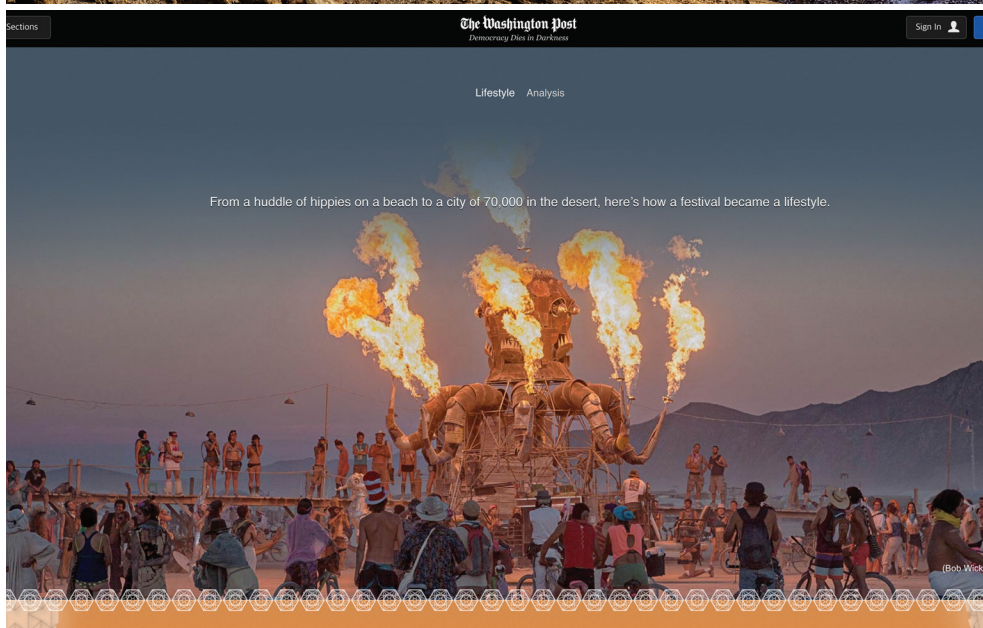 Sections
The Washington Post
Democracy Dies in Darkness
Sign In
Lifestyle Analysis
From a huddle of hippies on a beach to a city of 70,000 in the desert, here’s how a festival became a lifestyle.
(Bob Wick